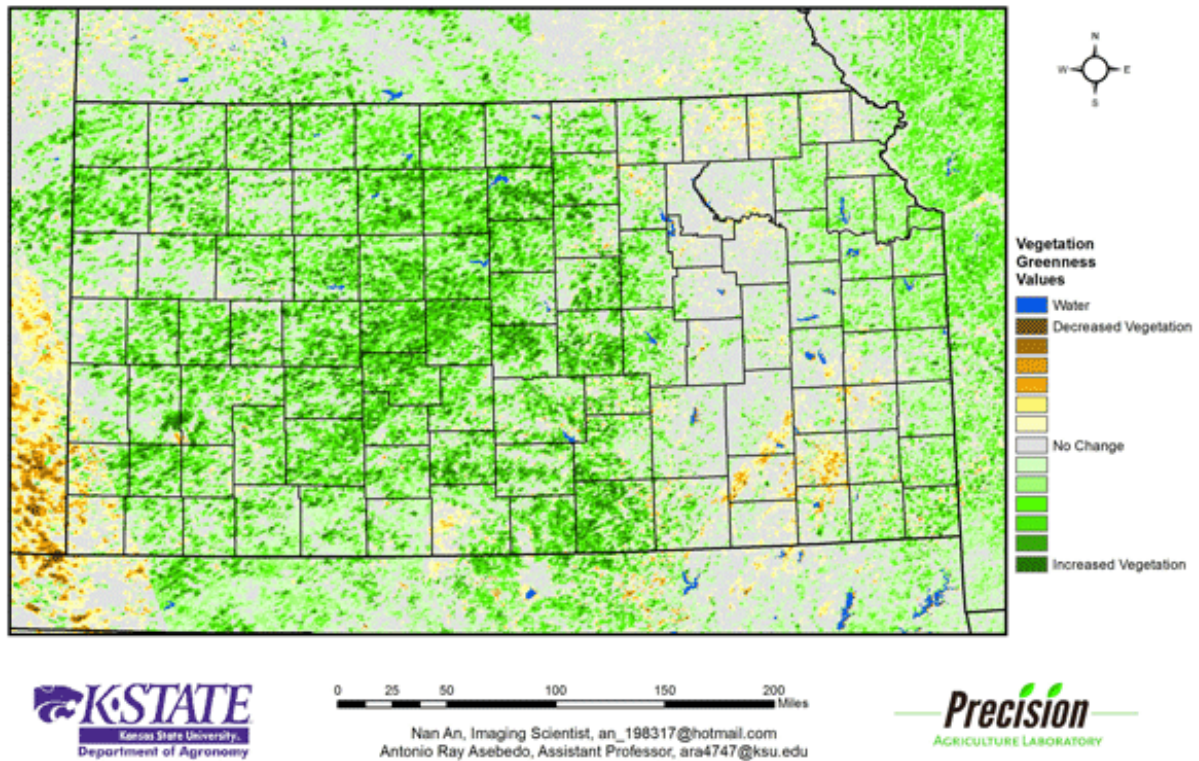 N
W E
S
Vegetation
Greenness
Values
Water
Decreased Vegetation
No Change
Increased Vegetation
K-STATE
Kansas State University.
Department of Agronomy
0 25 50 100 150 200
Miles
Nan An, Imaging Scientist, an_198317@hotmail.com
Antonio Ray Asebedo, Assistant Professor, ara4747@ksu.edu
Precision
AGRICULTURE LABORATORY